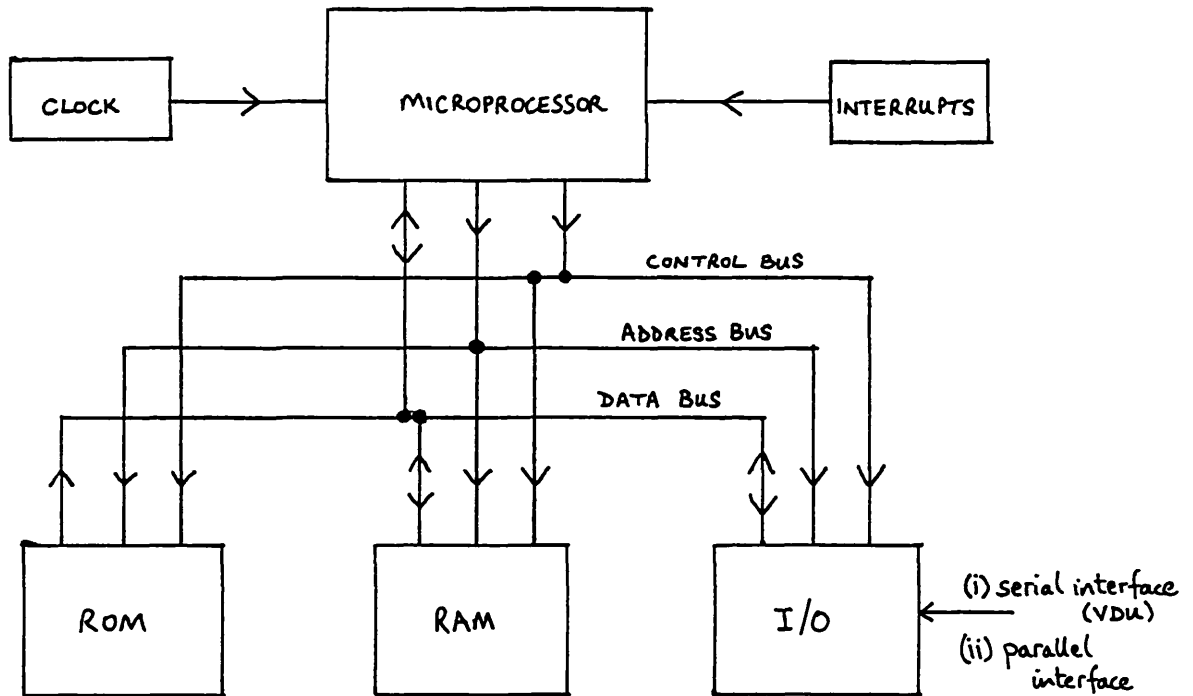 CLOCK
MICROPROCESSOR
INTERRUPTS
CONTROL BUS
ADDRESS BUS
DATA BUS
ROM
RAM
I/O
(i) serial interface
(VDU)
(ii) parallel
interface